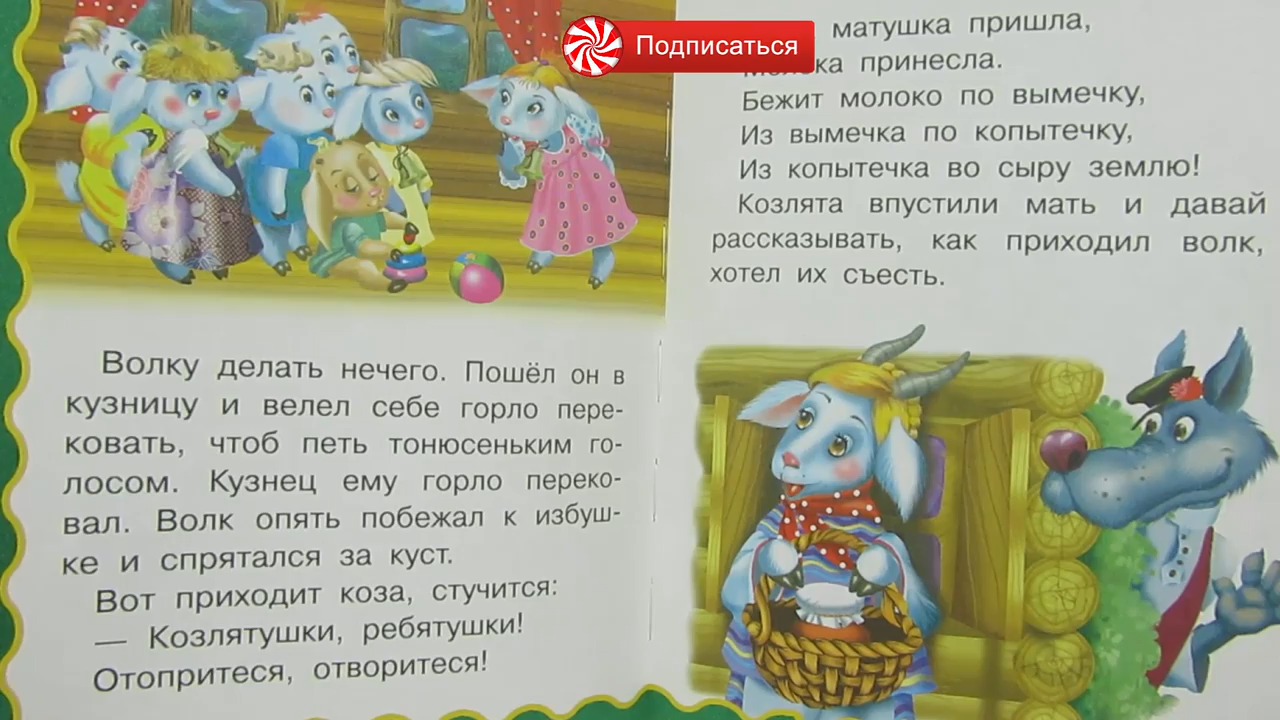 Волку делать нечего. Пошёл он в
кузницу и велел себе горло пере-
ковать, чтоб петь тонюсеньким го-
лосом. Кузнец ему горло переко-
вал. Волк опять побежал к избуш-
ке и спрятался за куст.
Вот приходит коза, стучится:
— Козлятушки, ребятушки!
Отопритеся, отворитеся!
Подписаться
матушка пришла,
принесла.
Бежит молоко по вымечку,
Из вымечка по копытечку,
Из копытечка во сыру землю!
Козлята впустили мать и давай
рассказывать, как приходил волк,
хотел их съесть.